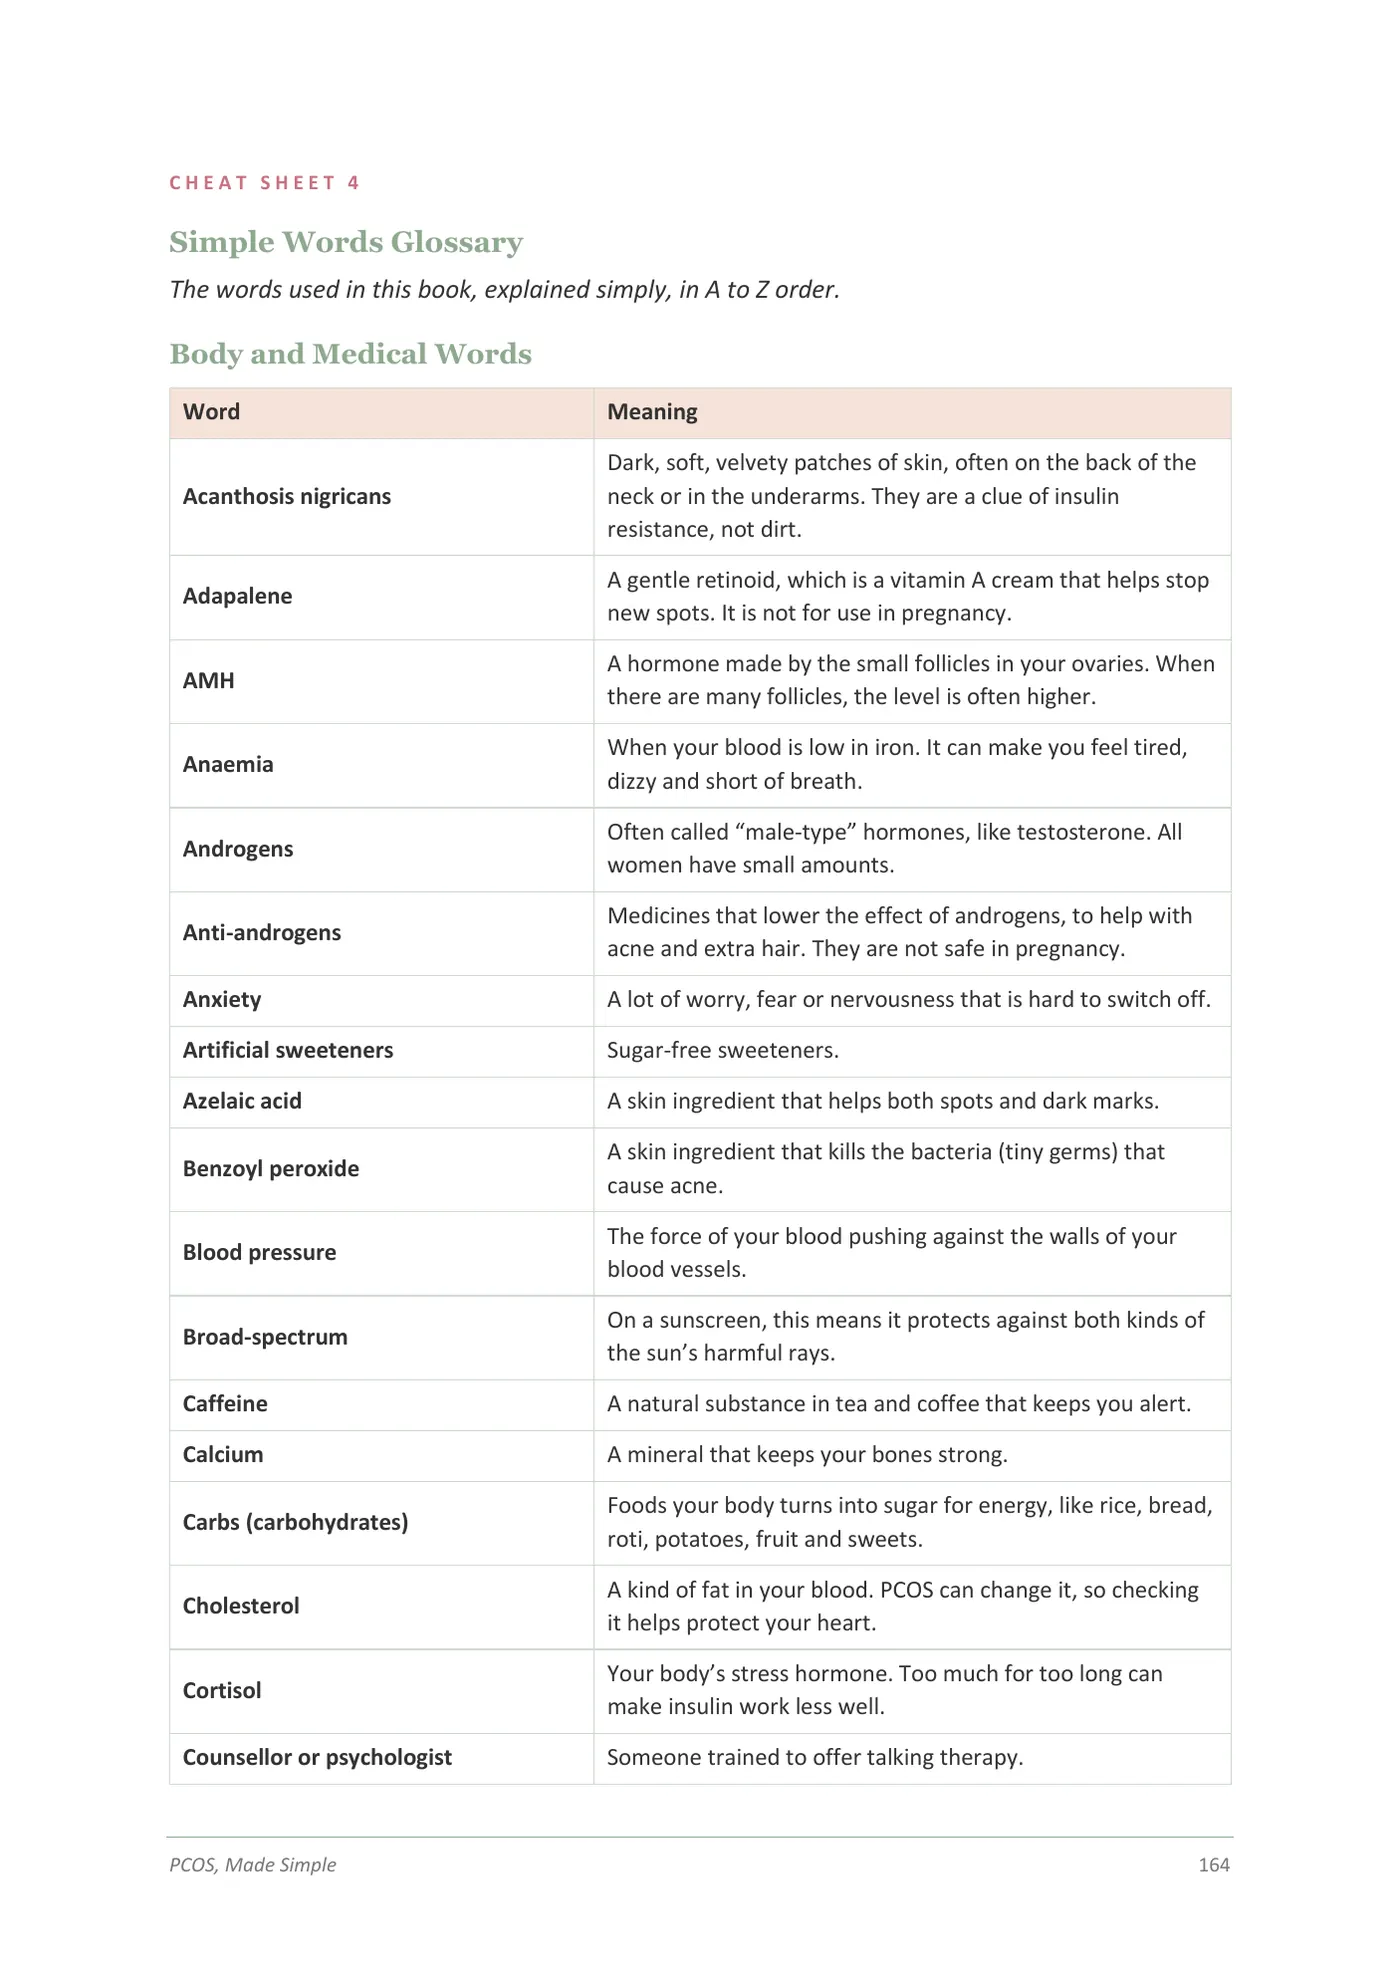 CHEAT SHEET 4
Simple Words Glossary
The words used in this book, explained simply, in A to Z order.
Body and Medical Words
Word Meaning
Acanthosis nigricans
Dark, soft, velvety patches of skin, often on the back of the
neck or in the underarms. They are a clue of insulin
resistance, not dirt.
Adapalene
A gentle retinoid, which is a vitamin A cream that helps stop
new spots. It is not for use in pregnancy.
AMH
A hormone made by the small follicles in your ovaries. When
there are many follicles, the level is often higher.
Anaemia
When your blood is low in iron. It can make you feel tired,
dizzy and short of breath.
Androgens
Often called “male-type” hormones, like testosterone. All
women have small amounts.
Anti-androgens
Medicines that lower the effect of androgens, to help with
acne and extra hair. They are not safe in pregnancy.
Anxiety A lot of worry, fear or nervousness that is hard to switch off.
Artificial sweeteners Sugar-free sweeteners.
Azelaic acid A skin ingredient that helps both spots and dark marks.
Benzoyl peroxide
A skin ingredient that kills the bacteria (tiny germs) that
cause acne.
Blood pressure
The force of your blood pushing against the walls of your
blood vessels.
Broad-spectrum
On a sunscreen, this means it protects against both kinds of
the sun’s harmful rays.
Caffeine A natural substance in tea and coffee that keeps you alert.
Calcium A mineral that keeps your bones strong.
Carbs (carbohydrates)
Foods your body turns into sugar for energy, like rice, bread,
roti, potatoes, fruit and sweets.
Cholesterol
A kind of fat in your blood. PCOS can change it, so checking
it helps protect your heart.
Cortisol
Your body’s stress hormone. Too much for too long can
make insulin work less well.
Counsellor or psychologist Someone trained to offer talking therapy.
PCOS, Made Simple 164